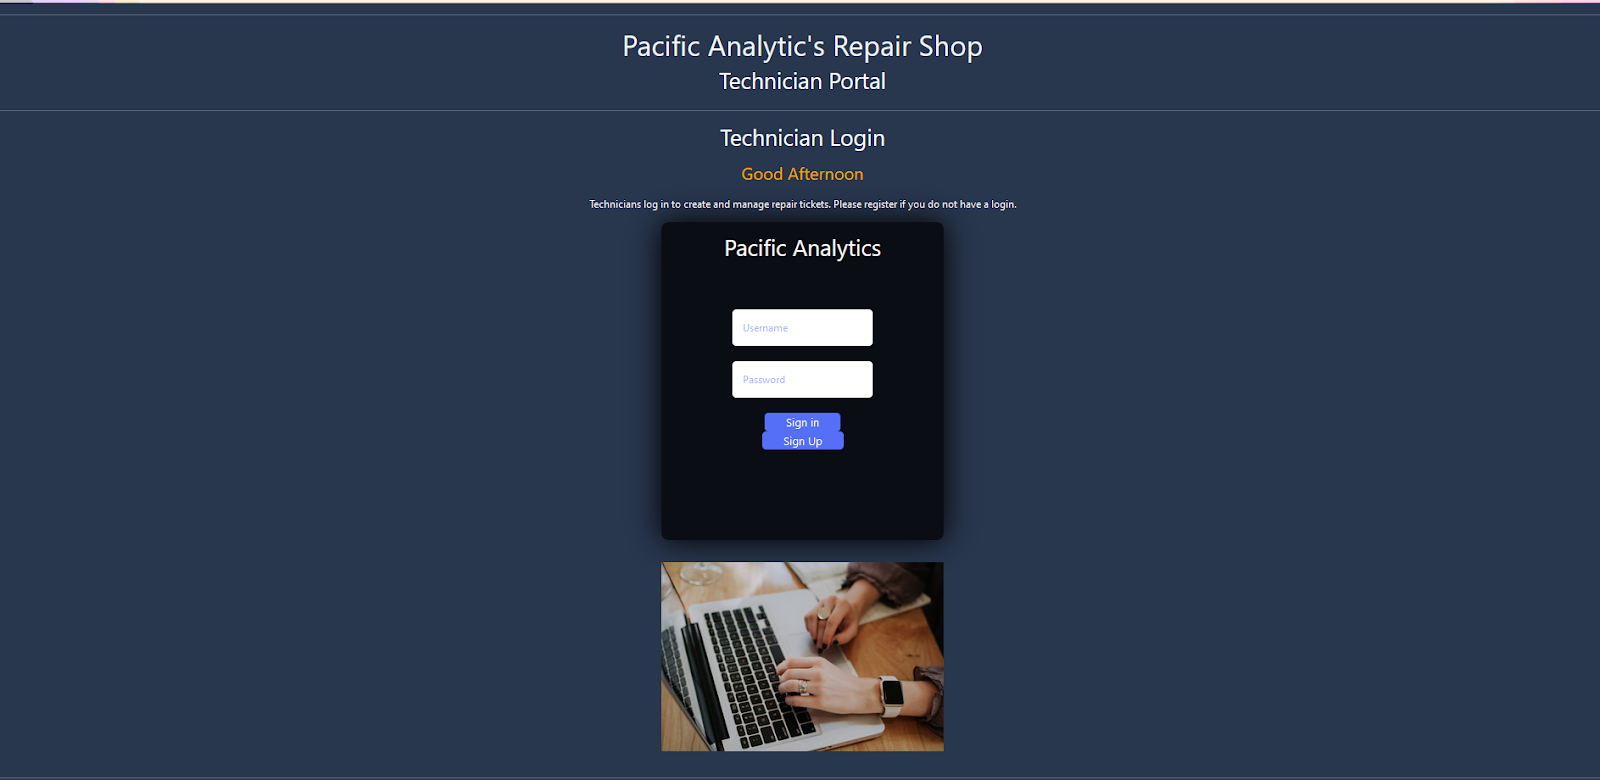 Pacific Analytic's Repair Shop
Technician Portal
Technician Login
Good Afternoon
Technicians log in to create and manage repair tickets. Please register if you do not have a login.
Pacific Analytics
Username
Password
Sign in
Sign Up